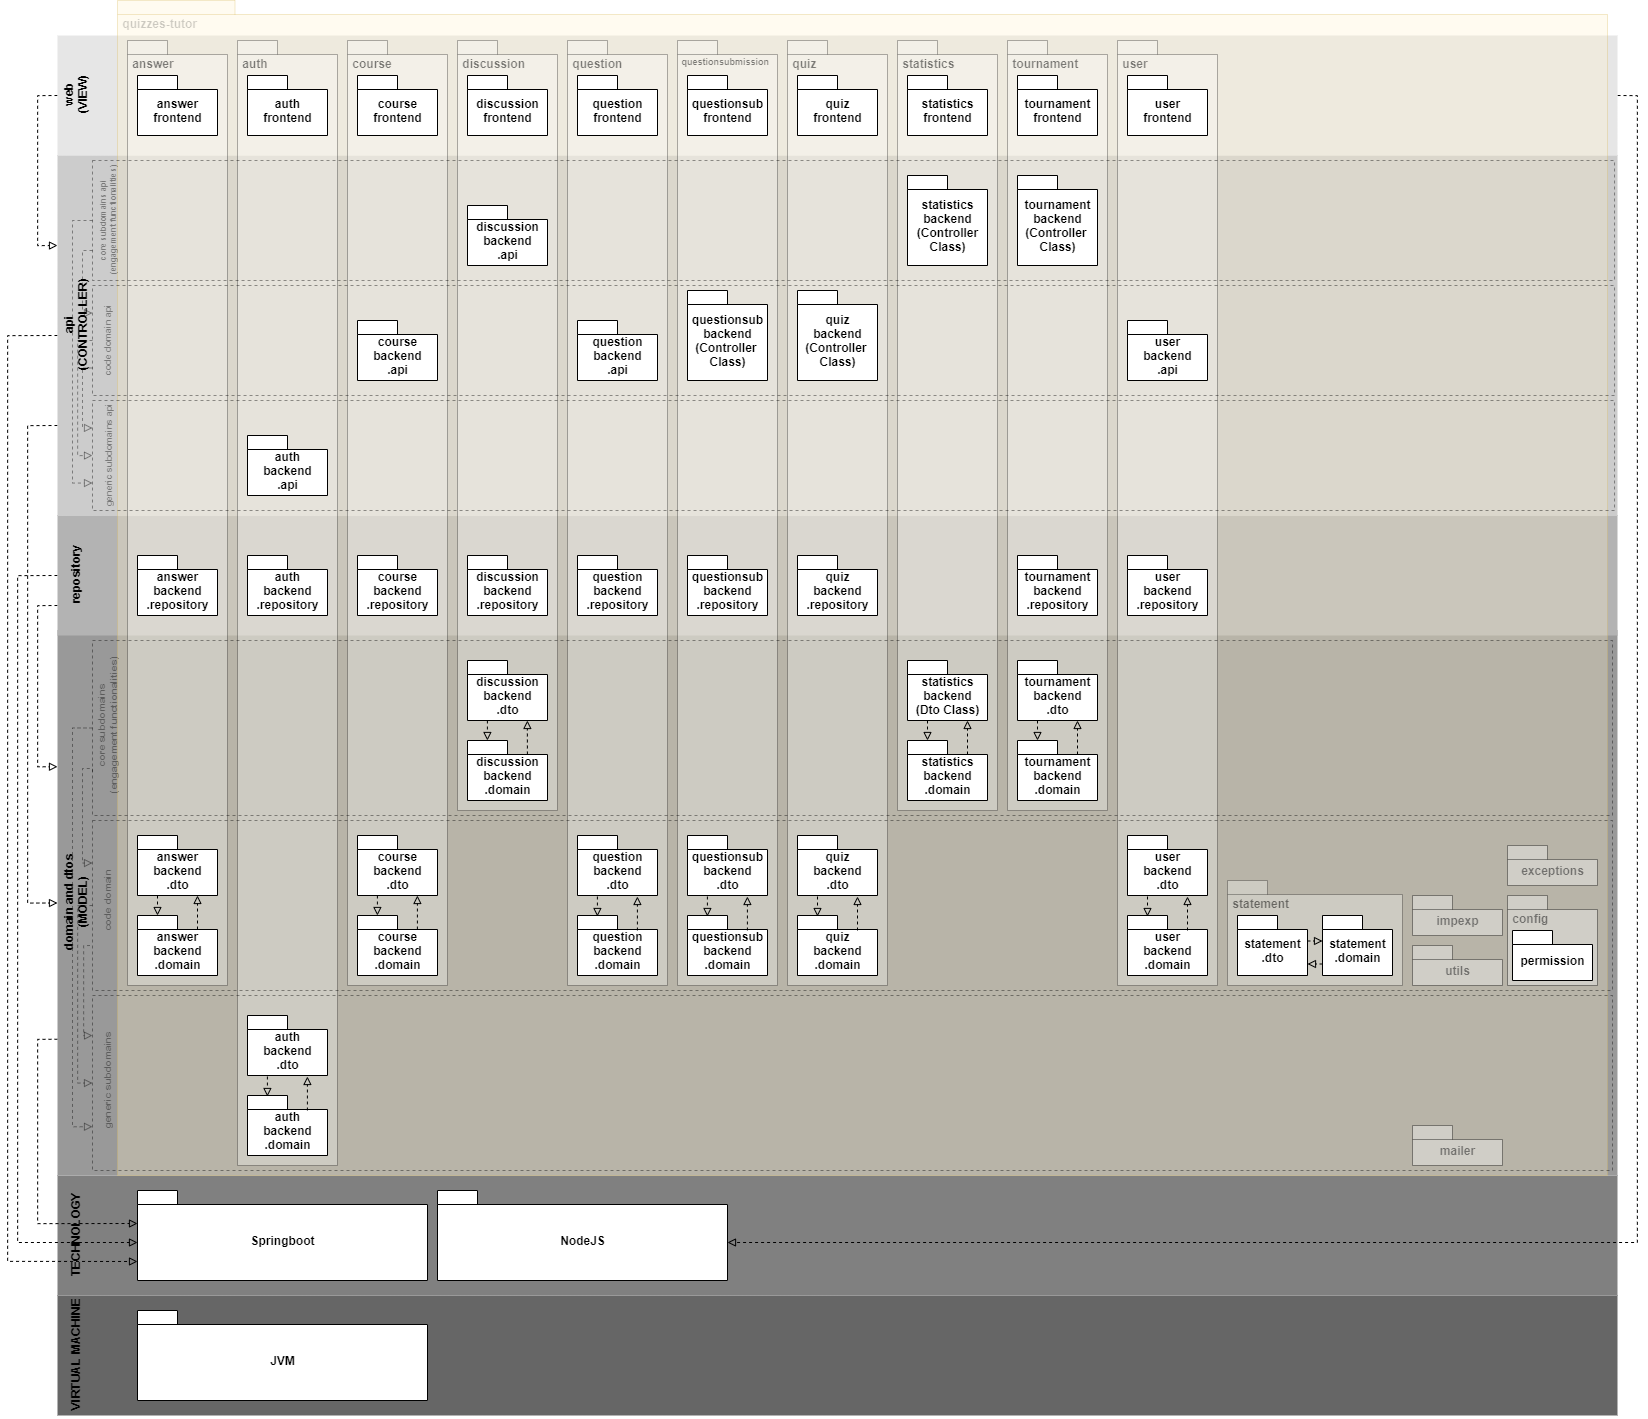 quizzes-tutor
web
(VIEW)
answer
auth
course
discussion
question
questionsubmission
quiz
statistics
tournament
user
answer
frontend
auth
frontend
course
frontend
discussion
frontend
question
frontend
questionsub
frontend
quiz
frontend
statistics
frontend
tournament
frontend
user
frontend
api
(CONTROLLER)
core subdomains api
(engagement functionalities)
discussion
backend
.api
statistics
backend
(Controller
Class)
tournament
backend
(Controller
Class)
code domain api
course
backend
.api
question
backend
.api
questionsub
backend
(Controller
Class)
quiz
backend
(Controller
Class)
user
backend
.api
generic subdomains api
auth
backend
.api
repository
answer
backend
.repository
auth
backend
.repository
course
backend
.repository
discussion
backend
.repository
question
backend
.repository
questionsub
backend
.repository
quiz
backend
.repository
tournament
backend
.repository
user
backend
.repository
domain and dtos
(MODEL)
core subdomains
(engagement functionalities)
discussion
backend
.dto
statistics
backend
(Dto Class)
tournament
backend
.dto
discussion
backend
.domain
statistics
backend
.domain
tournament
backend
.domain
code domain
answer
backend
.dto
course
backend
.dto
question
backend
.dto
questionsub
backend
.dto
quiz
backend
.dto
user
backend
.dto
answer
backend
.domain
course
backend
.domain
question
backend
.domain
questionsub
backend
.domain
quiz
backend
.domain
user
backend
.domain
statement
statement
.dto
statement
.domain
exceptions
impexp
utils
config
permission
generic subdomains
auth
backend
.dto
auth
backend
.domain
mailer
TECHNOLOGY
Springboot
NodeJS
VIRTUAL MACHINE
JVM